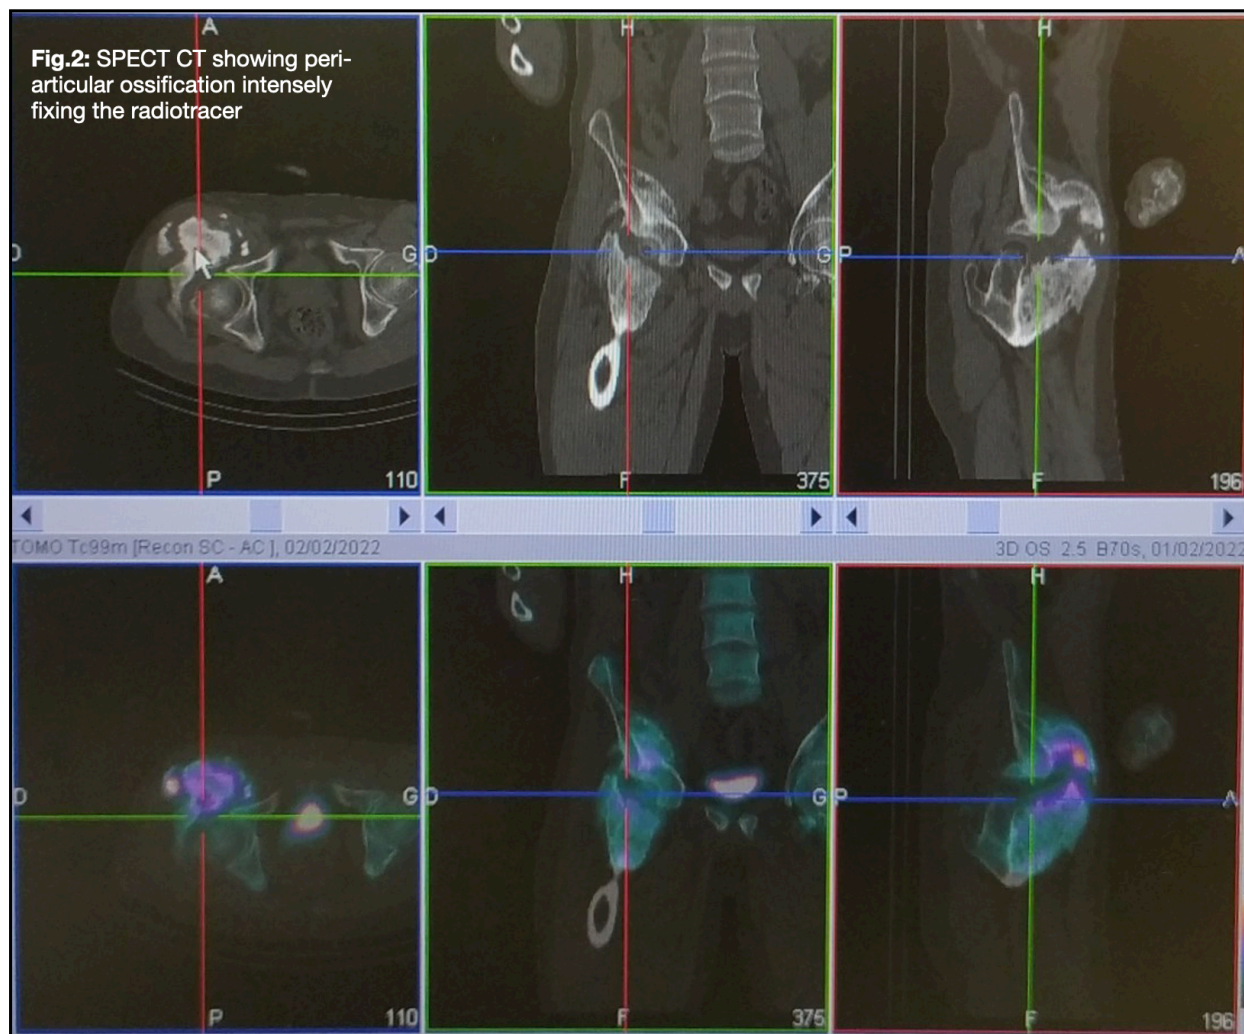 A
Fig.2: SPECT CT showing peri-
articular ossification intensely
fixing the radiotracer
D
G
P
110
H
D
G
F
375
H
P
A
F
196
TOMO Tc99m [Recon SC - AC ], 02/02/2022
3D OS 2.5 B70s, 01/02/2022
A
D
G
P
110
H
D
G
F
375
H
P
A
F
196